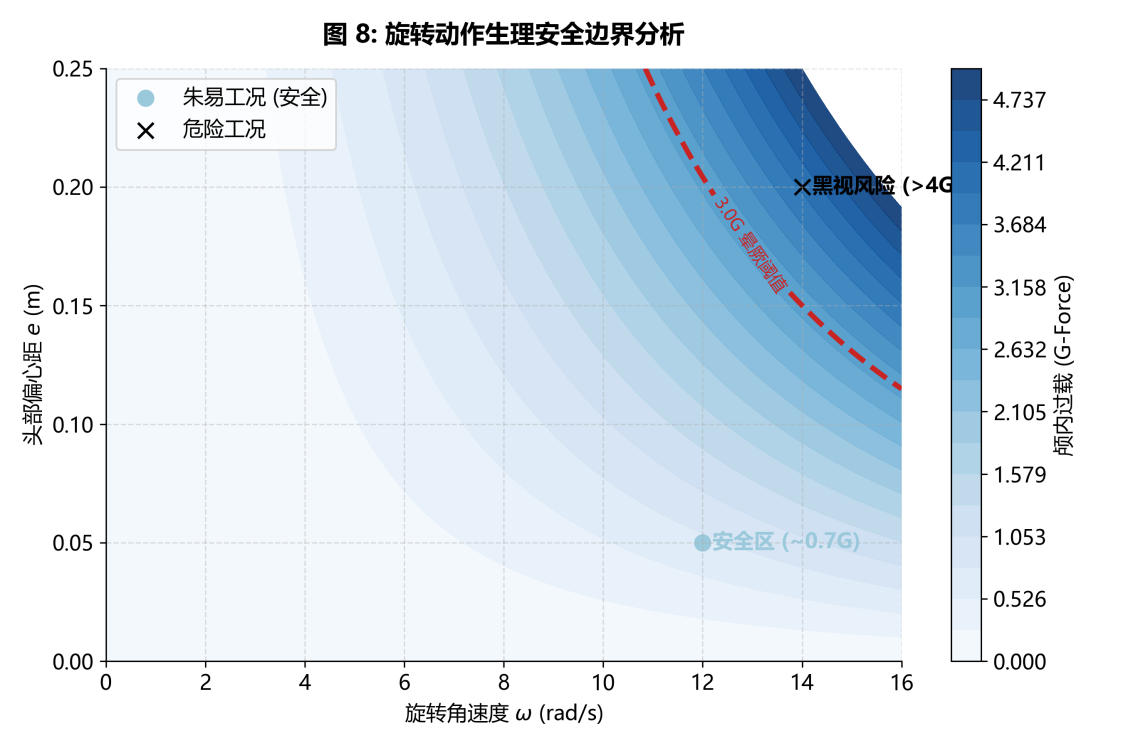 图 8: 旋转动作生理安全边界分析
朱易工况 (安全)
危险工况
0.25
0.20
0.15
0.10
0.05
0.00
头部偏心距 e (m)
黑视风险 (>4G
3.0G 晕厥阈值
安全区 (~0.7G)
0
2
4
6
8
10
12
14
16
旋转角速度 ω (rad/s)
4.737
4.211
3.684
3.158
2.632
2.105
1.579
1.053
0.526
0.000
颅内过载 (G-Force)